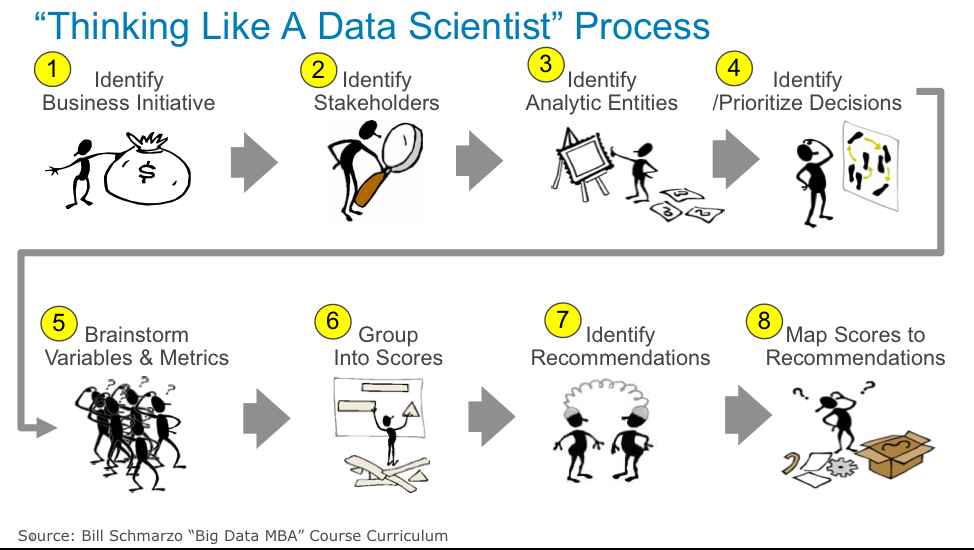 “Thinking Like A Data Scientist” Process
1
Identify
Business Initiative
$
2
Identify
Stakeholders
3
Identify
Analytic Entities
3
2
4
Identify
/Prioritize Decisions
5
Brainstorm
Variables & Metrics
? ? ?
6
Group
Into Scores
7
Identify
Recommendations
8
Map Scores to
Recommendations
? ?
Source: Bill Schmarzo “Big Data MBA” Course Curriculum